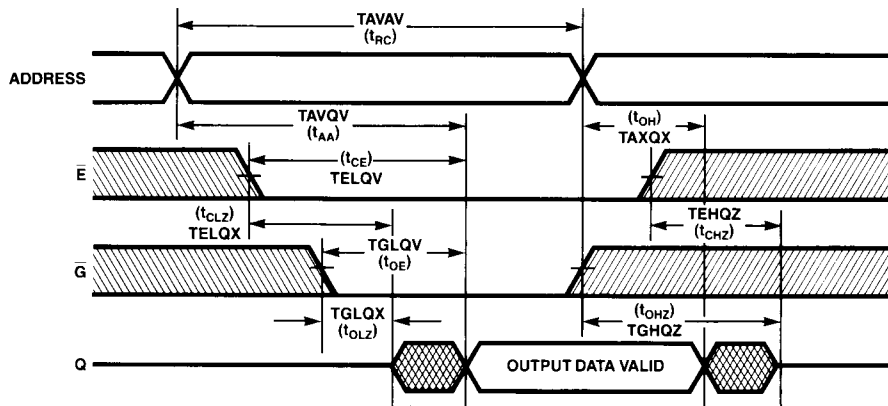 TAVAV
(tRC)
ADDRESS
TAVQV
(tAA)
(tOH)
TAXQX
E̅
(tCE)
TELQV
(tCLZ)
TELQX
TEHQZ
(tCHZ)
TGLQV
(tOE)
G̅
TGLQX
(tOLZ)
(tOHZ)
TGHQZ
Q
OUTPUT DATA VALID